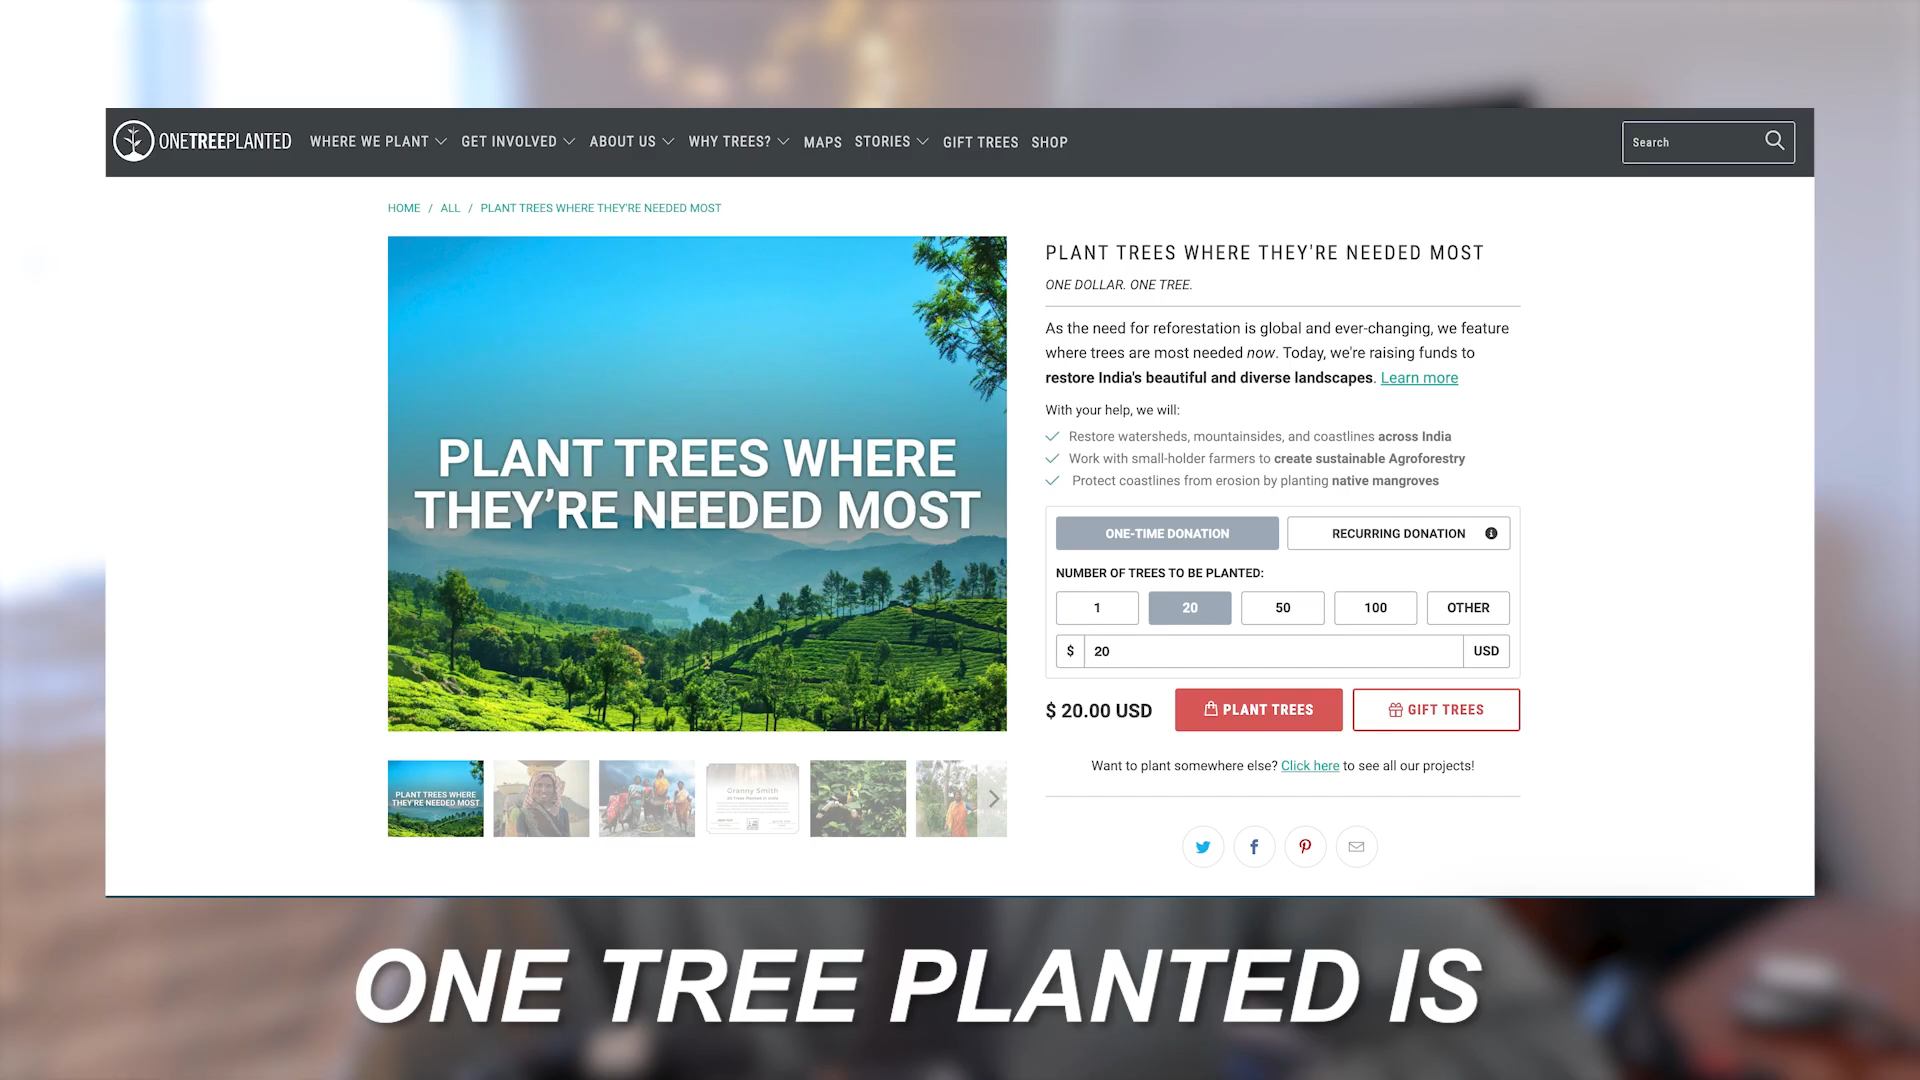 ONETREEPLANTED WHERE WE PLANT GET INVOLVED ABOUT US WHY TREES? MAPS STORIES GIFT TREES SHOP Search
HOME / ALL / PLANT TREES WHERE THEY'RE NEEDED MOST
PLANT TREES WHERE
THEY'RE NEEDED MOST
PLANT TREES WHERE
THEY'RE NEEDED MOST
Granny Smith
PLANT TREES WHERE THEY'RE NEEDED MOST
ONE DOLLAR. ONE TREE.
As the need for reforestation is global and ever-changing, we feature
where trees are most needed now. Today, we're raising funds to
restore India's beautiful and diverse landscapes. Learn more
With your help, we will:
Restore watersheds, mountainsides, and coastlines across India
Work with small-holder farmers to create sustainable Agroforestry
Protect coastlines from erosion by planting native mangroves
ONE-TIME DONATION RECURRING DONATION
NUMBER OF TREES TO BE PLANTED:
1 20 50 100 OTHER
$ 20 USD
$ 20.00 USD PLANT TREES GIFT TREES
Want to plant somewhere else? Click here to see all our projects!
ONE TREE PLANTED IS